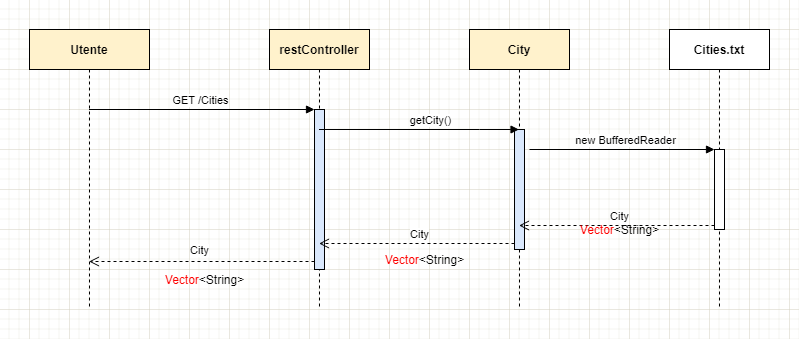 Utente
restController
City
Cities.txt
GET /Cities
getCity()
new BufferedReader
City
Vector<String>
City
Vector<String>
City
Vector<String>